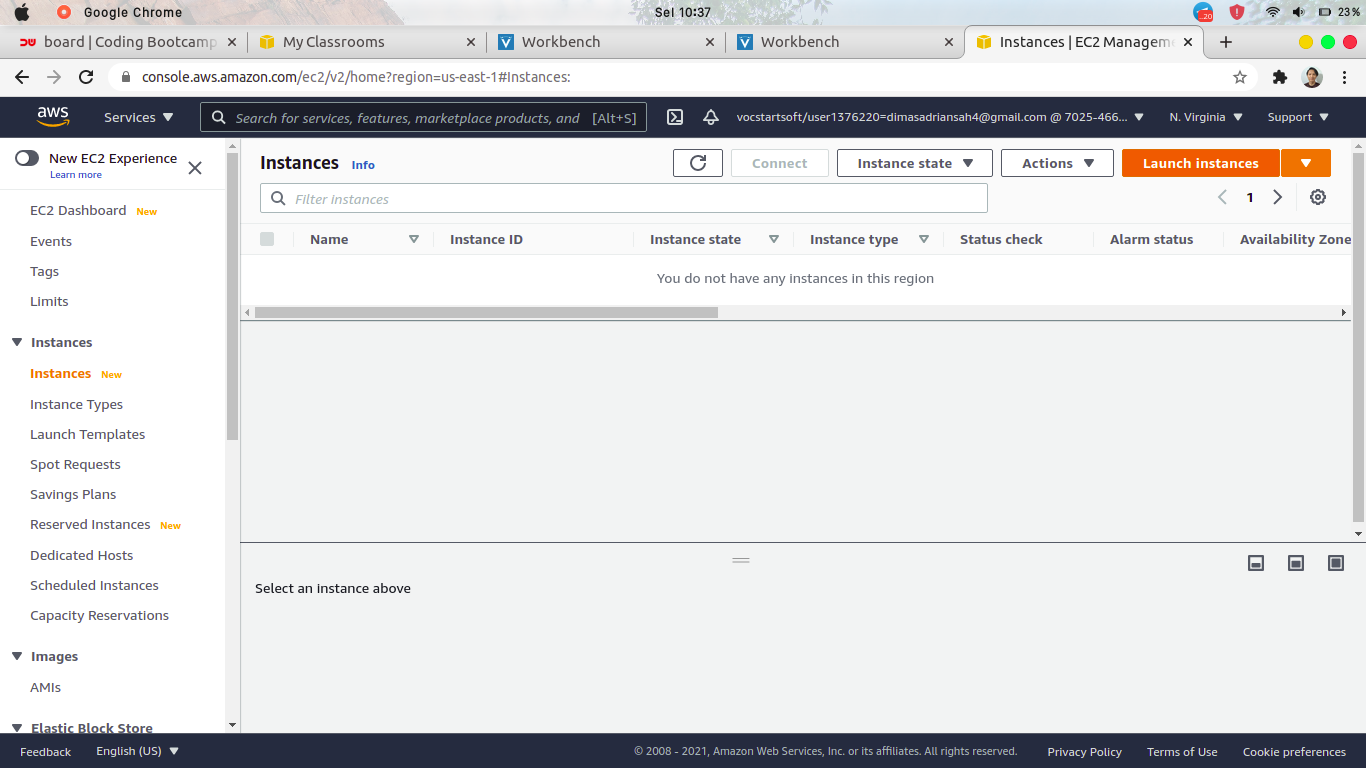 Google Chrome
Sel 10:37
20
23%
board | Coding Bootcamp
My Classrooms
Workbench
Workbench
Instances | EC2 Managem
console.aws.amazon.com/ec2/v2/home?region=us-east-1#Instances:
aws
Services
Search for services, features, marketplace products, and [Alt+S]
vocstartsoft/user1376220=dimasadriansah4@gmail.com @ 7025-466...
N. Virginia
Support
New EC2 Experience
Learn more
EC2 Dashboard New
Events
Tags
Limits
Instances
Instances New
Instance Types
Launch Templates
Spot Requests
Savings Plans
Reserved Instances New
Dedicated Hosts
Scheduled Instances
Capacity Reservations
Images
AMIs
Elastic Block Store
Instances Info
Connect
Instance state
Actions
Launch instances
Filter Instances
1
Name
Instance ID
Instance state
Instance type
Status check
Alarm status
Availability Zone
You do not have any instances in this region
Select an instance above
Feedback
English (US)
© 2008 - 2021, Amazon Web Services, Inc. or its affiliates. All rights reserved.
Privacy Policy
Terms of Use
Cookie preferences